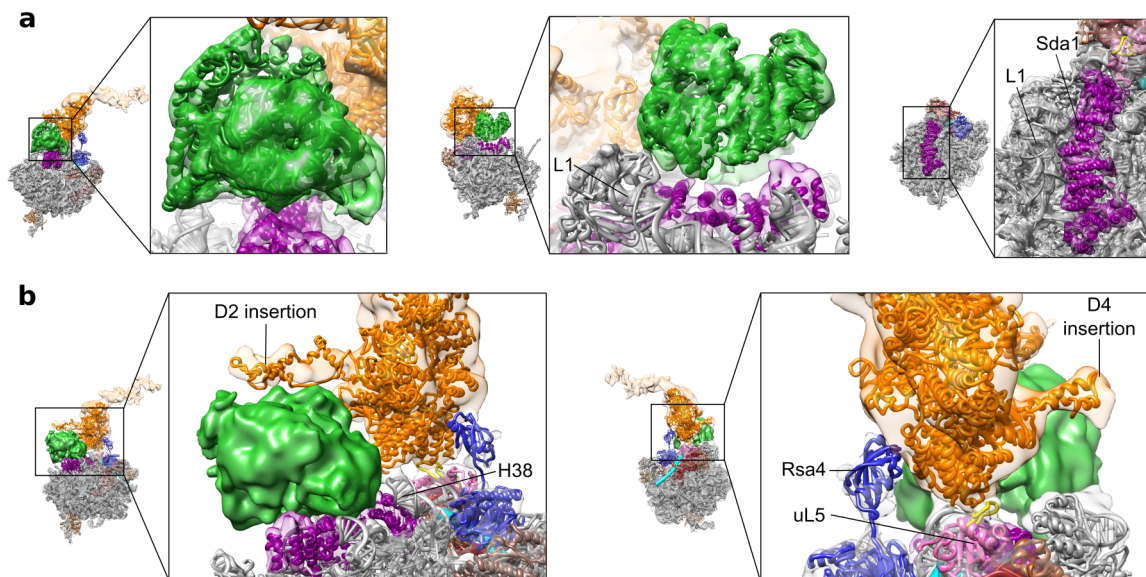 a
Sda1
L1
L1
b
D2 insertion
H38
D4
insertion
Rsa4
uL5